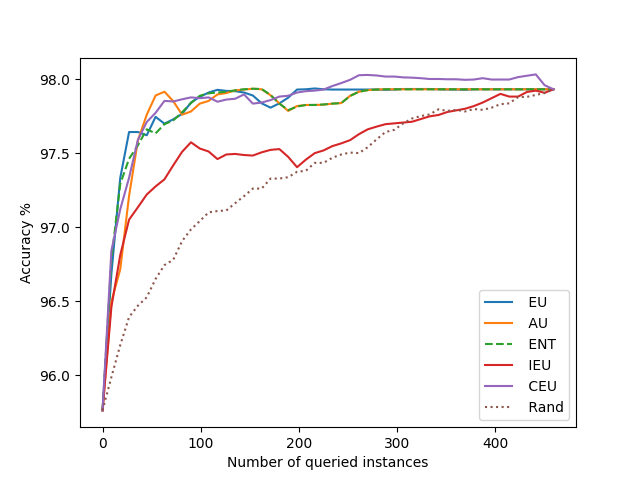 98.0
97.5
97.0
96.5
96.0
Accuracy %
0 100 200 300 400
Number of queried instances
EU
AU
ENT
IEU
CEU
Rand